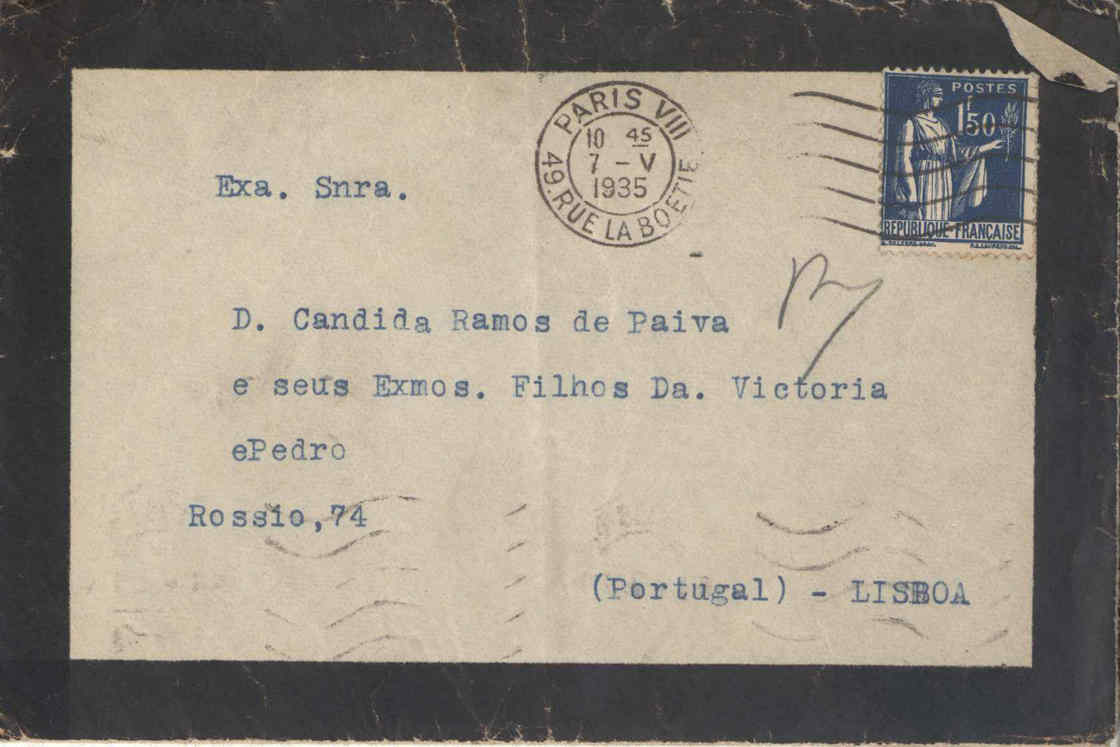 PARIS VIII
10 45
7 - V
1935
49. RUE LA BOETIE
POSTES
1f50
REPUBLIQUE FRANÇAISE
Exa. Snra.
D. Candida Ramos de Paiva
e seus Exmos. Filhos Da. Victoria
ePedro
Rossio,74
(Portugal) - LISBOA